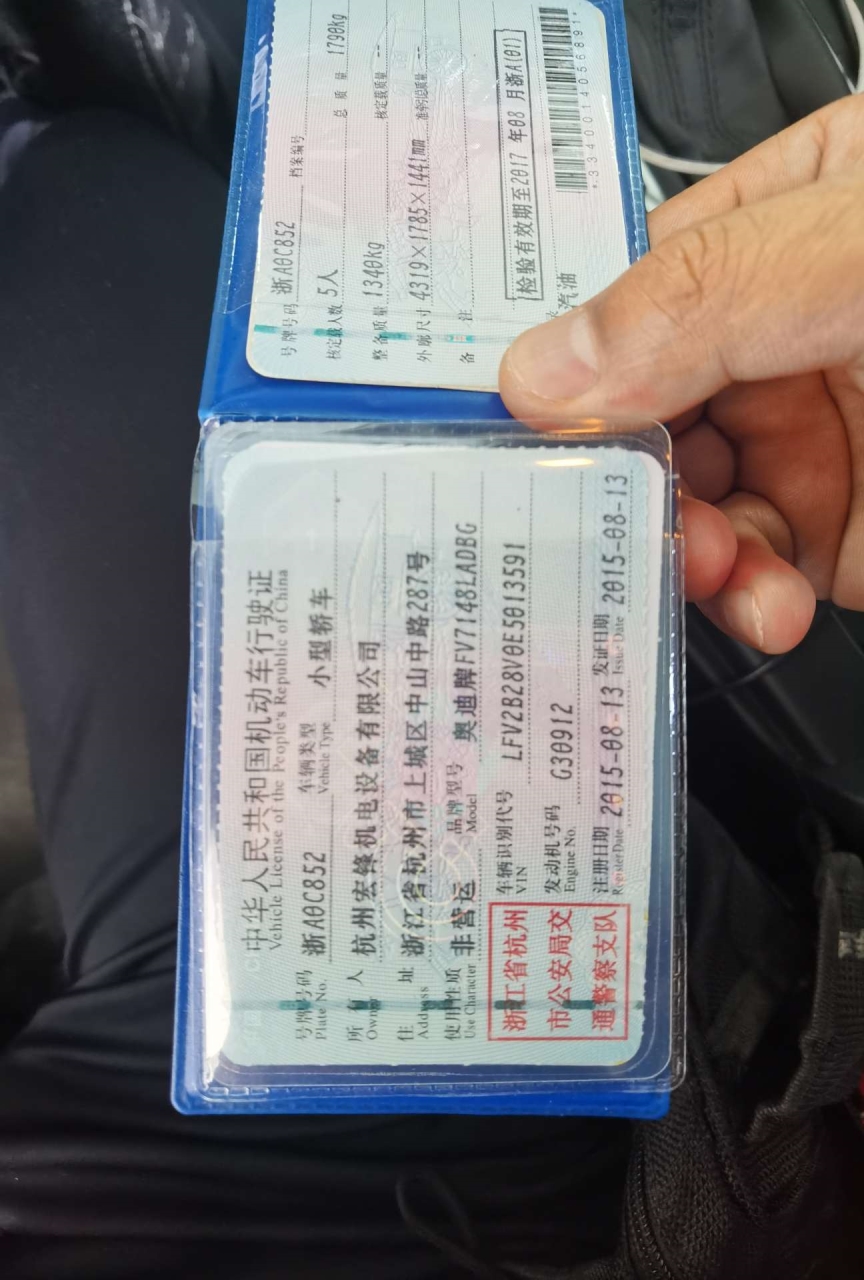 中华人民共和国机动车行驶证
Vehicle License of the People's Republic of China
号牌号码 浙A0C852 车辆类型 小型轿车
Plate No. Vehicle Type
所有人 杭州宏锋机电设备有限公司
Owner
住址 浙江省杭州市上城区中山中路287号
Address
使用性质 非营运 品牌型号 奥迪牌FV7148LADBG
Use Character Model
车辆识别代号 LFV2B28V0E5013591
VIN
发动机号码 G30912
Engine No.
注册日期 2015-08-13 发证日期 2015-08-13
Register Date Issue Date
浙江省杭州
市公安局交
通警察支队
号牌号码 浙A0C852 档案编号
核定载人数 5人 总质量 1790kg
整备质量 1340kg 核定载质量 --
外廓尺寸 4319×1785×1441mm 准牵引总质量 --
备注
检验有效期至2017年08月浙A(01)
汽油
*3340014056891*